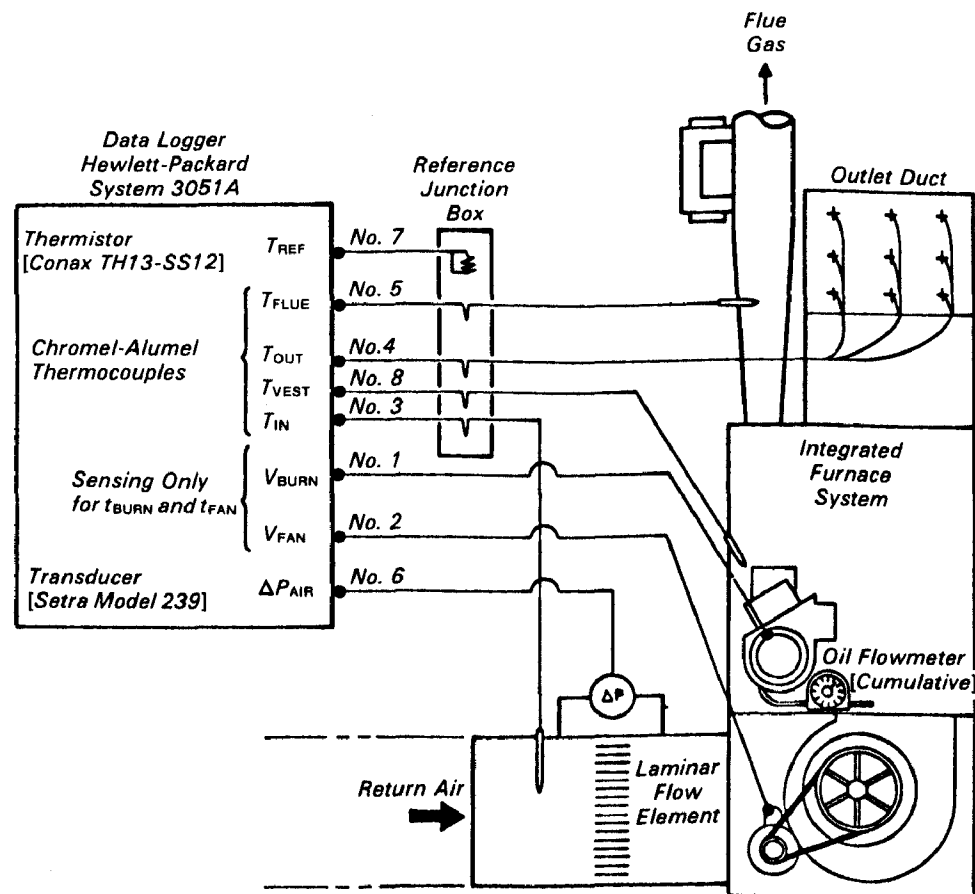 Flue
Gas
Data Logger
Hewlett-Packard
System 3051A
Reference
Junction
Box
Outlet Duct
Thermistor
[Conax TH13-SS12]
TREF
No. 7
TFLUE
No. 5
Chromel-Alumel
Thermocouples
TOUT
No.4
TVEST
No. 8
TIN
No. 3
Integrated
Furnace
System
Sensing Only
for tBURN and tFAN
VBURN
No. 1
VFAN
No. 2
Transducer
[Setra Model 239]
ΔPAIR
No. 6
Oil Flowmeter
[Cumulative]
ΔP
Return Air
Laminar
Flow
Element